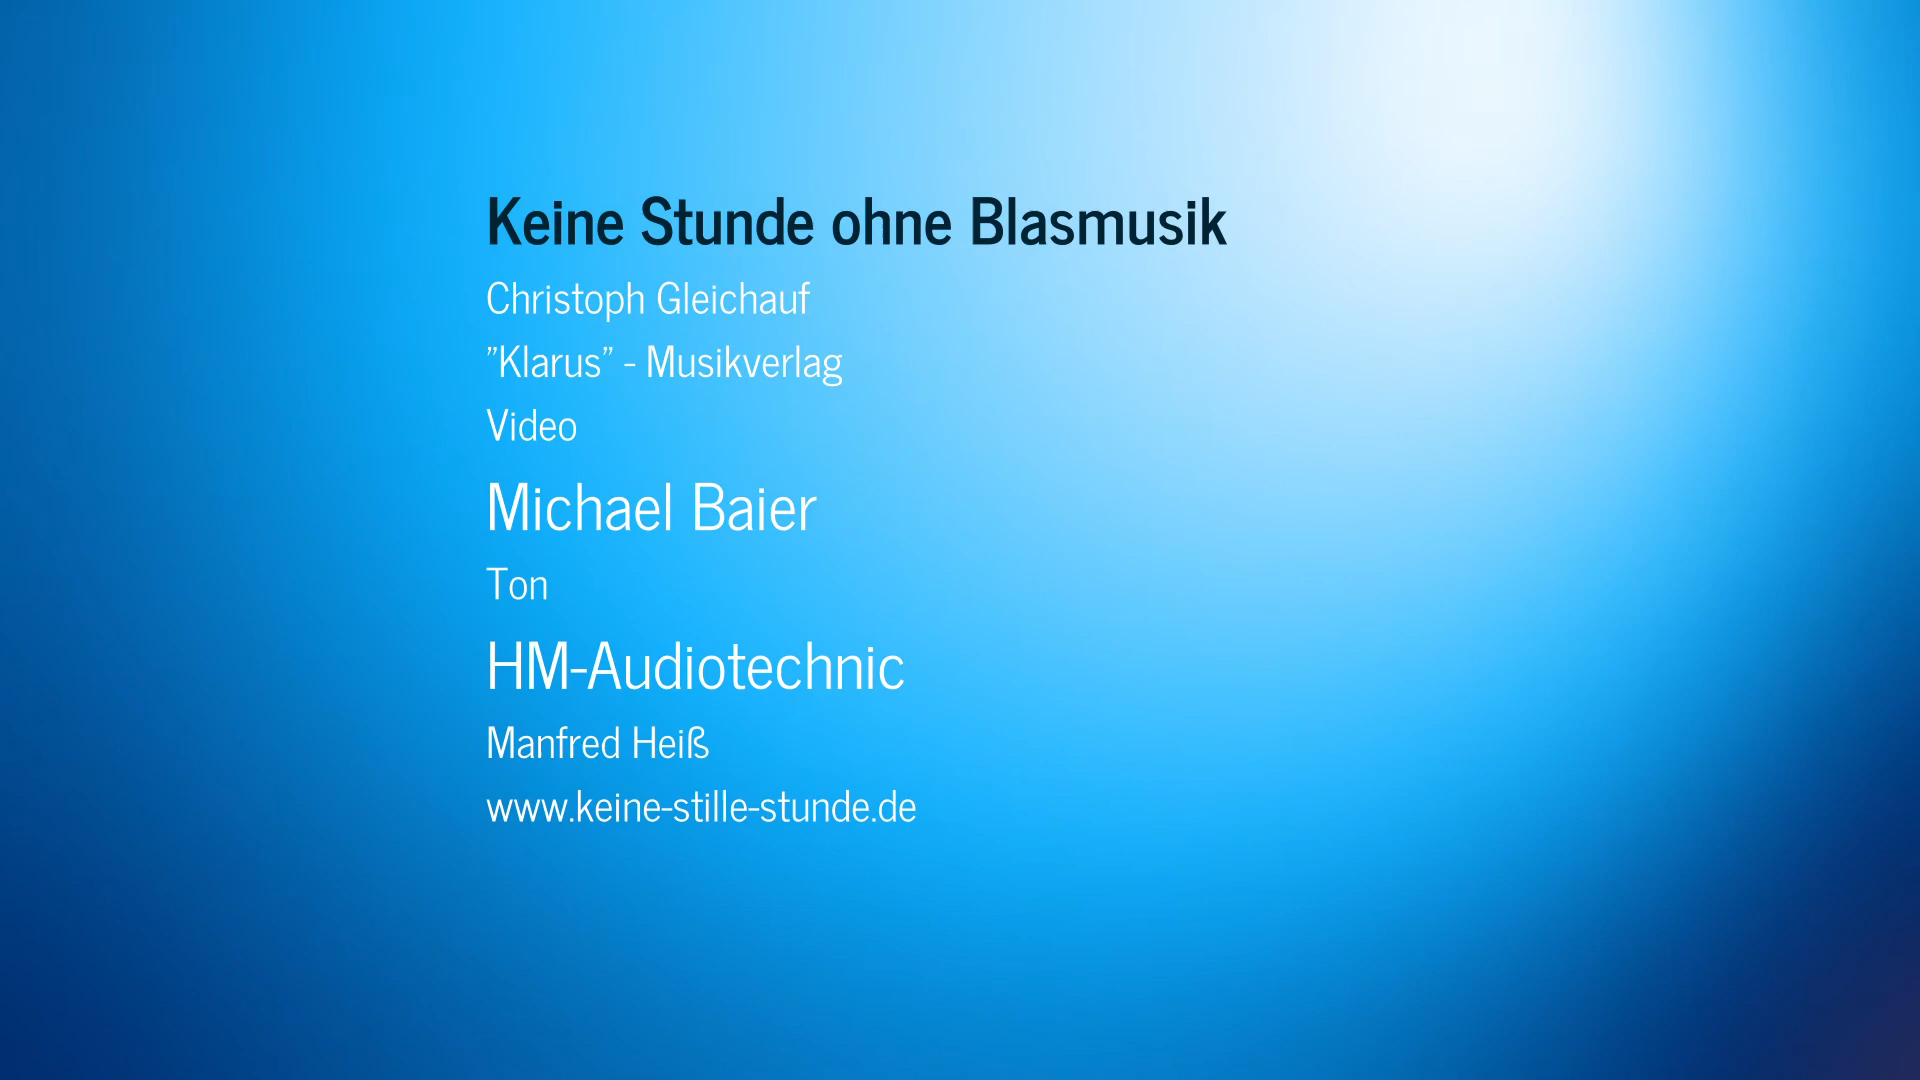 Keine Stunde ohne Blasmusik
Christoph Gleichauf
"Klarus" - Musikverlag
Video
Michael Baier
Ton
HM-Audiotechnic
Manfred Heiß
www.keine-stille-stunde.de